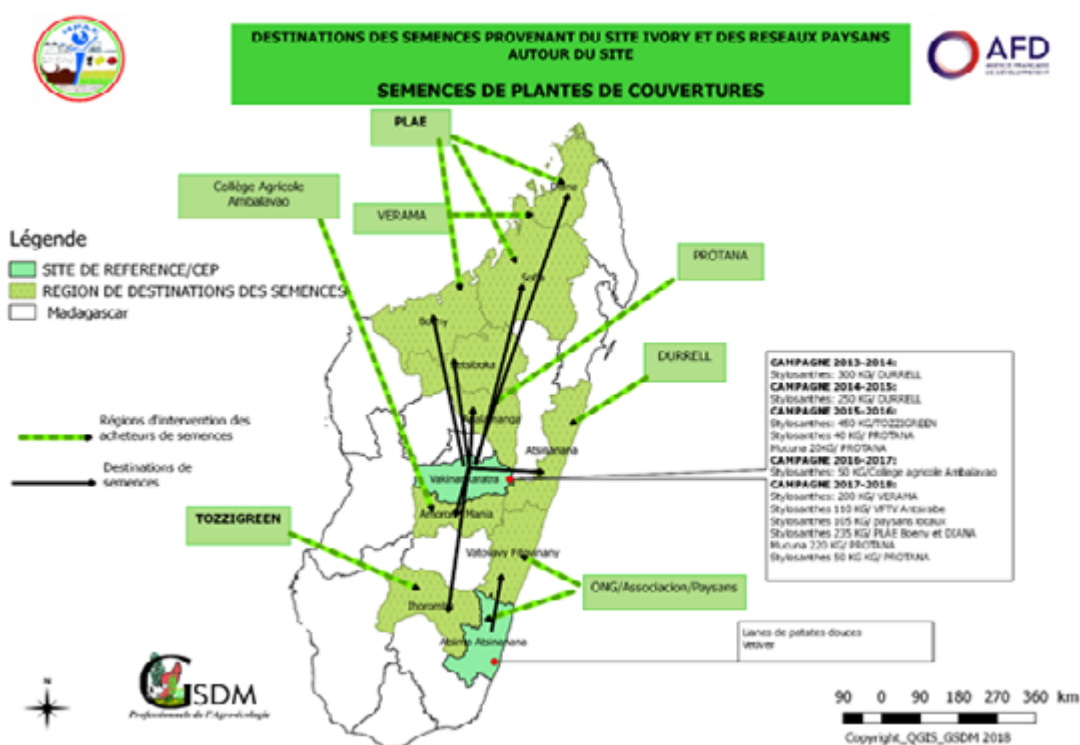 DESTINATIONS DES SEMENCES PROVENANT DU SITE IVORY ET DES RESEAUX PAYSANS
AUTOUR DU SITE
SEMENCES DE PLANTES DE COUVERTURES
AFD
AGENCE FRANÇAISE
DE DÉVELOPPEMENT
PLAE
Collège Agricole
Ambalavao
VERAMA
PROTANA
DURRELL
TOZZIGREEN
ONG/Associacion/Paysans
Légende
SITE DE REFERENCE/CEP
REGION DE DESTINATIONS DES SEMENCES
Madagascar
Régions d'intervention des
acheteurs de semences
Destinations de
semences
Diana
Sofia
Boeny
Betsiboka
Analamanga
Atsinanana
Vakinankaratra
Amoron Mania
Vatovavy Fitovinany
Ihorombe
Atsimo Atsinanana
CAMPAGNE 2013-2014:
Stylosanthes: 300 KG/ DURRELL
CAMPAGNE 2014-2015:
Stylosanthes: 250 KG/ DURRELL
CAMPAGNE 2015-2016:
Stylosanthes: 450 KG/TOZZIGREEN
Stylosanthes 40 KG/ PROTANA
Mucuna 20KG/ PROTANA
CAMPAGNE 2016-2017:
Stylosanthes: 50 KG/College agricole Ambalavao
CAMPAGNE 2017-2018:
Stylosanthes: 200 KG/ VERAMA
Stylosanthes 110 KG/ VFTV Antsirabe
Stylosanthes 105 KG/ paysans locaux
Stylosanthes 235 KG/ PLAE Boeny et DIANA
Mucuna 220 KG/ PROTANA
Stylosanthes 50 KG KG/ PROTANA
Lianes de patates douces
Vetiver
N
GSDM
Professionnels de l'Agroécologie
90 0 90 180 270 360 km
Copyright_QGIS_GSDM 2018